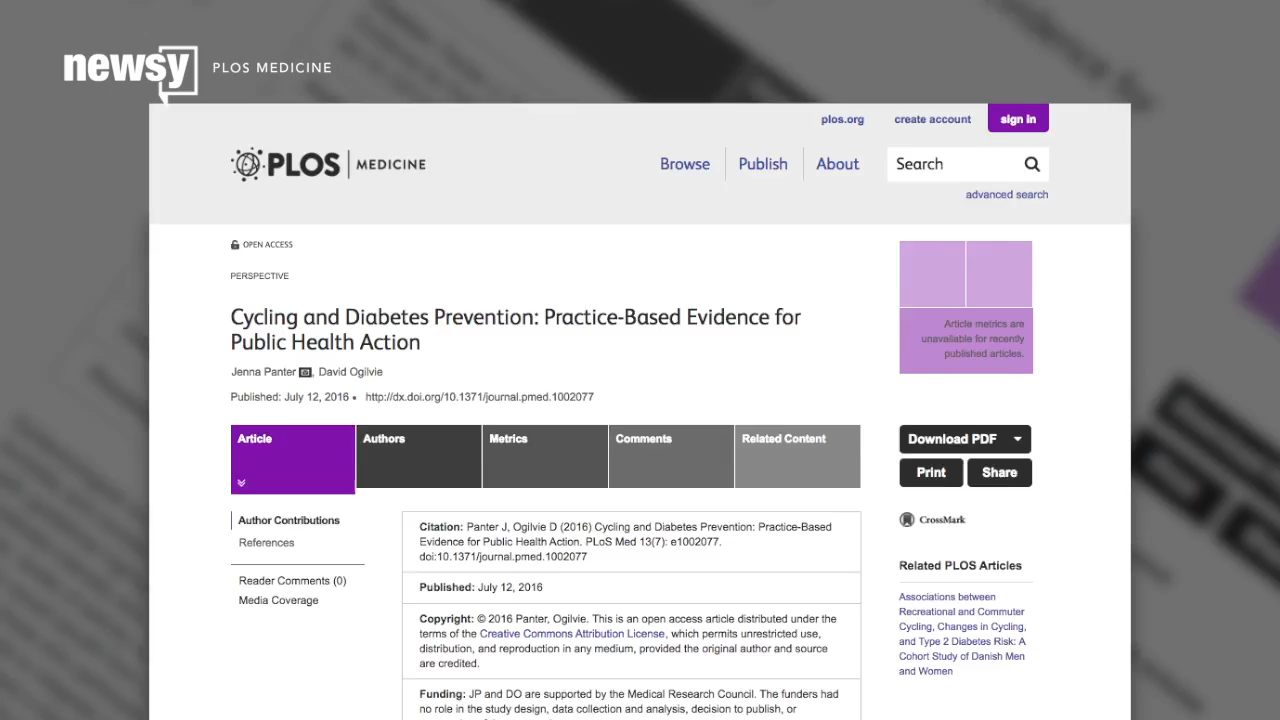 newsy PLOS MEDICINE
plos.org create account sign in
PLOS MEDICINE
Browse Publish About Search
advanced search
OPEN ACCESS
PERSPECTIVE
Cycling and Diabetes Prevention: Practice-Based Evidence for
Public Health Action
Jenna Panter, David Ogilvie
Published: July 12, 2016 • http://dx.doi.org/10.1371/journal.pmed.1002077
Article metrics are
unavailable for recently
published articles.
Article Authors Metrics Comments Related Content
Download PDF
Print Share
CrossMark
Author Contributions
References
Reader Comments (0)
Media Coverage
Citation: Panter J, Ogilvie D (2016) Cycling and Diabetes Prevention: Practice-Based
Evidence for Public Health Action. PLoS Med 13(7): e1002077.
doi:10.1371/journal.pmed.1002077
Published: July 12, 2016
Copyright: © 2016 Panter, Ogilvie. This is an open access article distributed under the
terms of the Creative Commons Attribution License, which permits unrestricted use,
distribution, and reproduction in any medium, provided the original author and source
are credited.
Funding: JP and DO are supported by the Medical Research Council. The funders had
no role in the study design, data collection and analysis, decision to publish, or
Related PLOS Articles
Associations between
Recreational and Commuter
Cycling, Changes in Cycling,
and Type 2 Diabetes Risk: A
Cohort Study of Danish Men
and Women